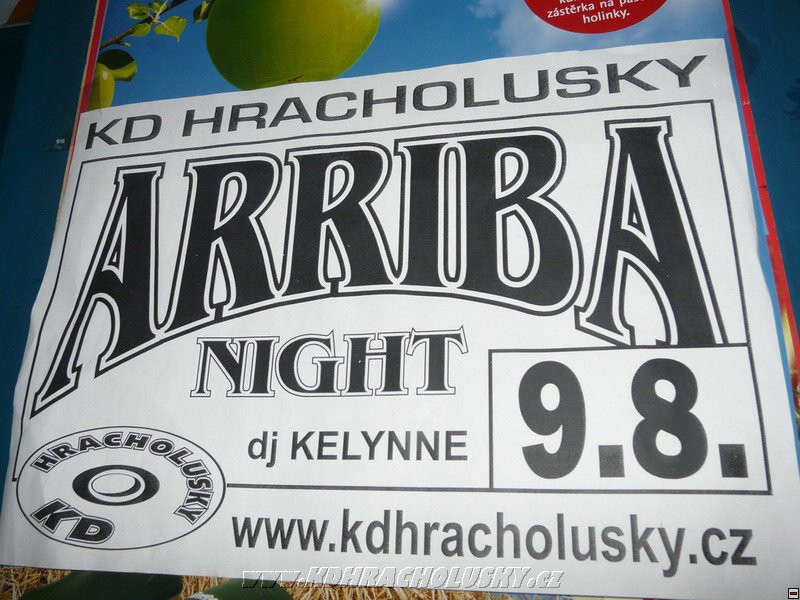 zástěrka na
holinky.
KD HRACHOLUSKY
ARRIBA
NIGHT
9.8.
dj KELYNNE
HRACHOLUSKY
KD
www.kdhracholusky.cz
WWW.KDHRACHOLUSKY.CZ